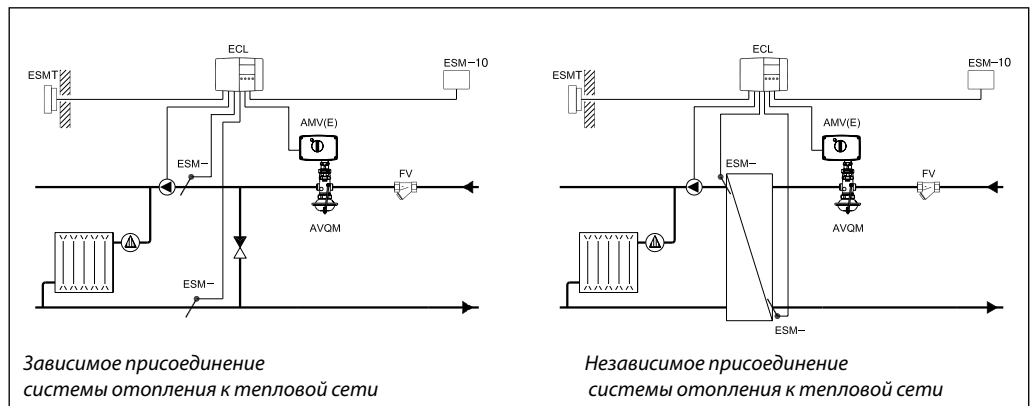 ECL
ESMT
ESM-10
AMV(E)
ESM-
FV
AVQM
ESM-
Зависимое присоединение
системы отопления к тепловой сети
ECL
ESMT
ESM-10
AMV(E)
ESM-
FV
AVQM
ESM-
Независимое присоединение
системы отопления к тепловой сети